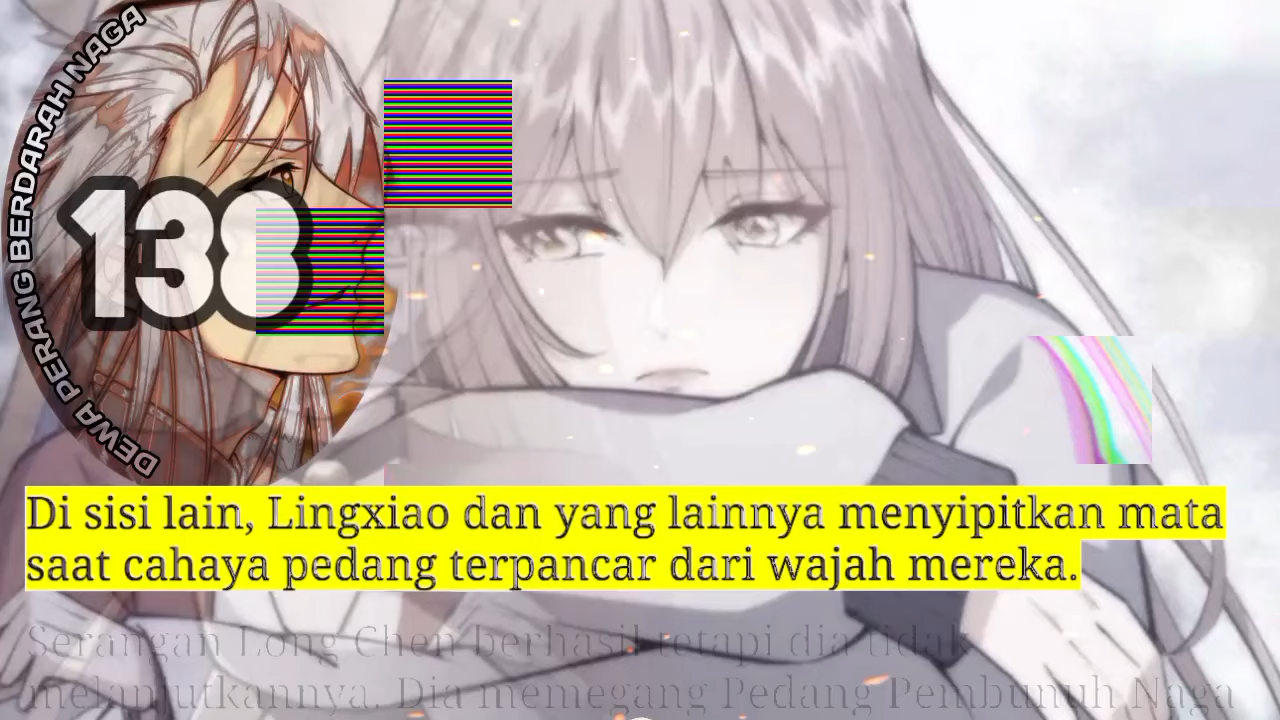 DEWA PERANG BERDARAH NAGA
138
Di sisi lain, Lingxiao dan yang lainnya menyipitkan mata
saat cahaya pedang terpancar dari wajah mereka.
Serangan Long Chen berhasil tetapi dia tidak
melanjutkannya. Dia memegang Pedang Pembunuh Naga